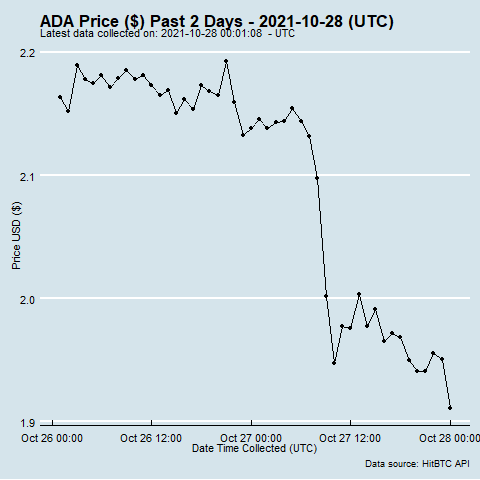 ADA Price ($) Past 2 Days - 2021-10-28 (UTC)
Latest data collected on: 2021-10-28 00:01:08  - UTC
2.2
2.1
2.0
1.9
Price USD ($)
Oct 26 00:00 Oct 26 12:00 Oct 27 00:00 Oct 27 12:00 Oct 28 00:00
Date Time Collected (UTC)
Data source: HitBTC API